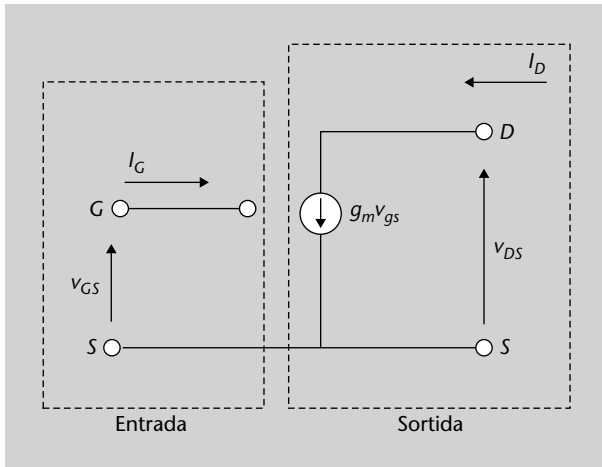 I_D
D
I_G
G
g_m v_gs
v_GS
v_DS
S
S
Entrada
Sortida